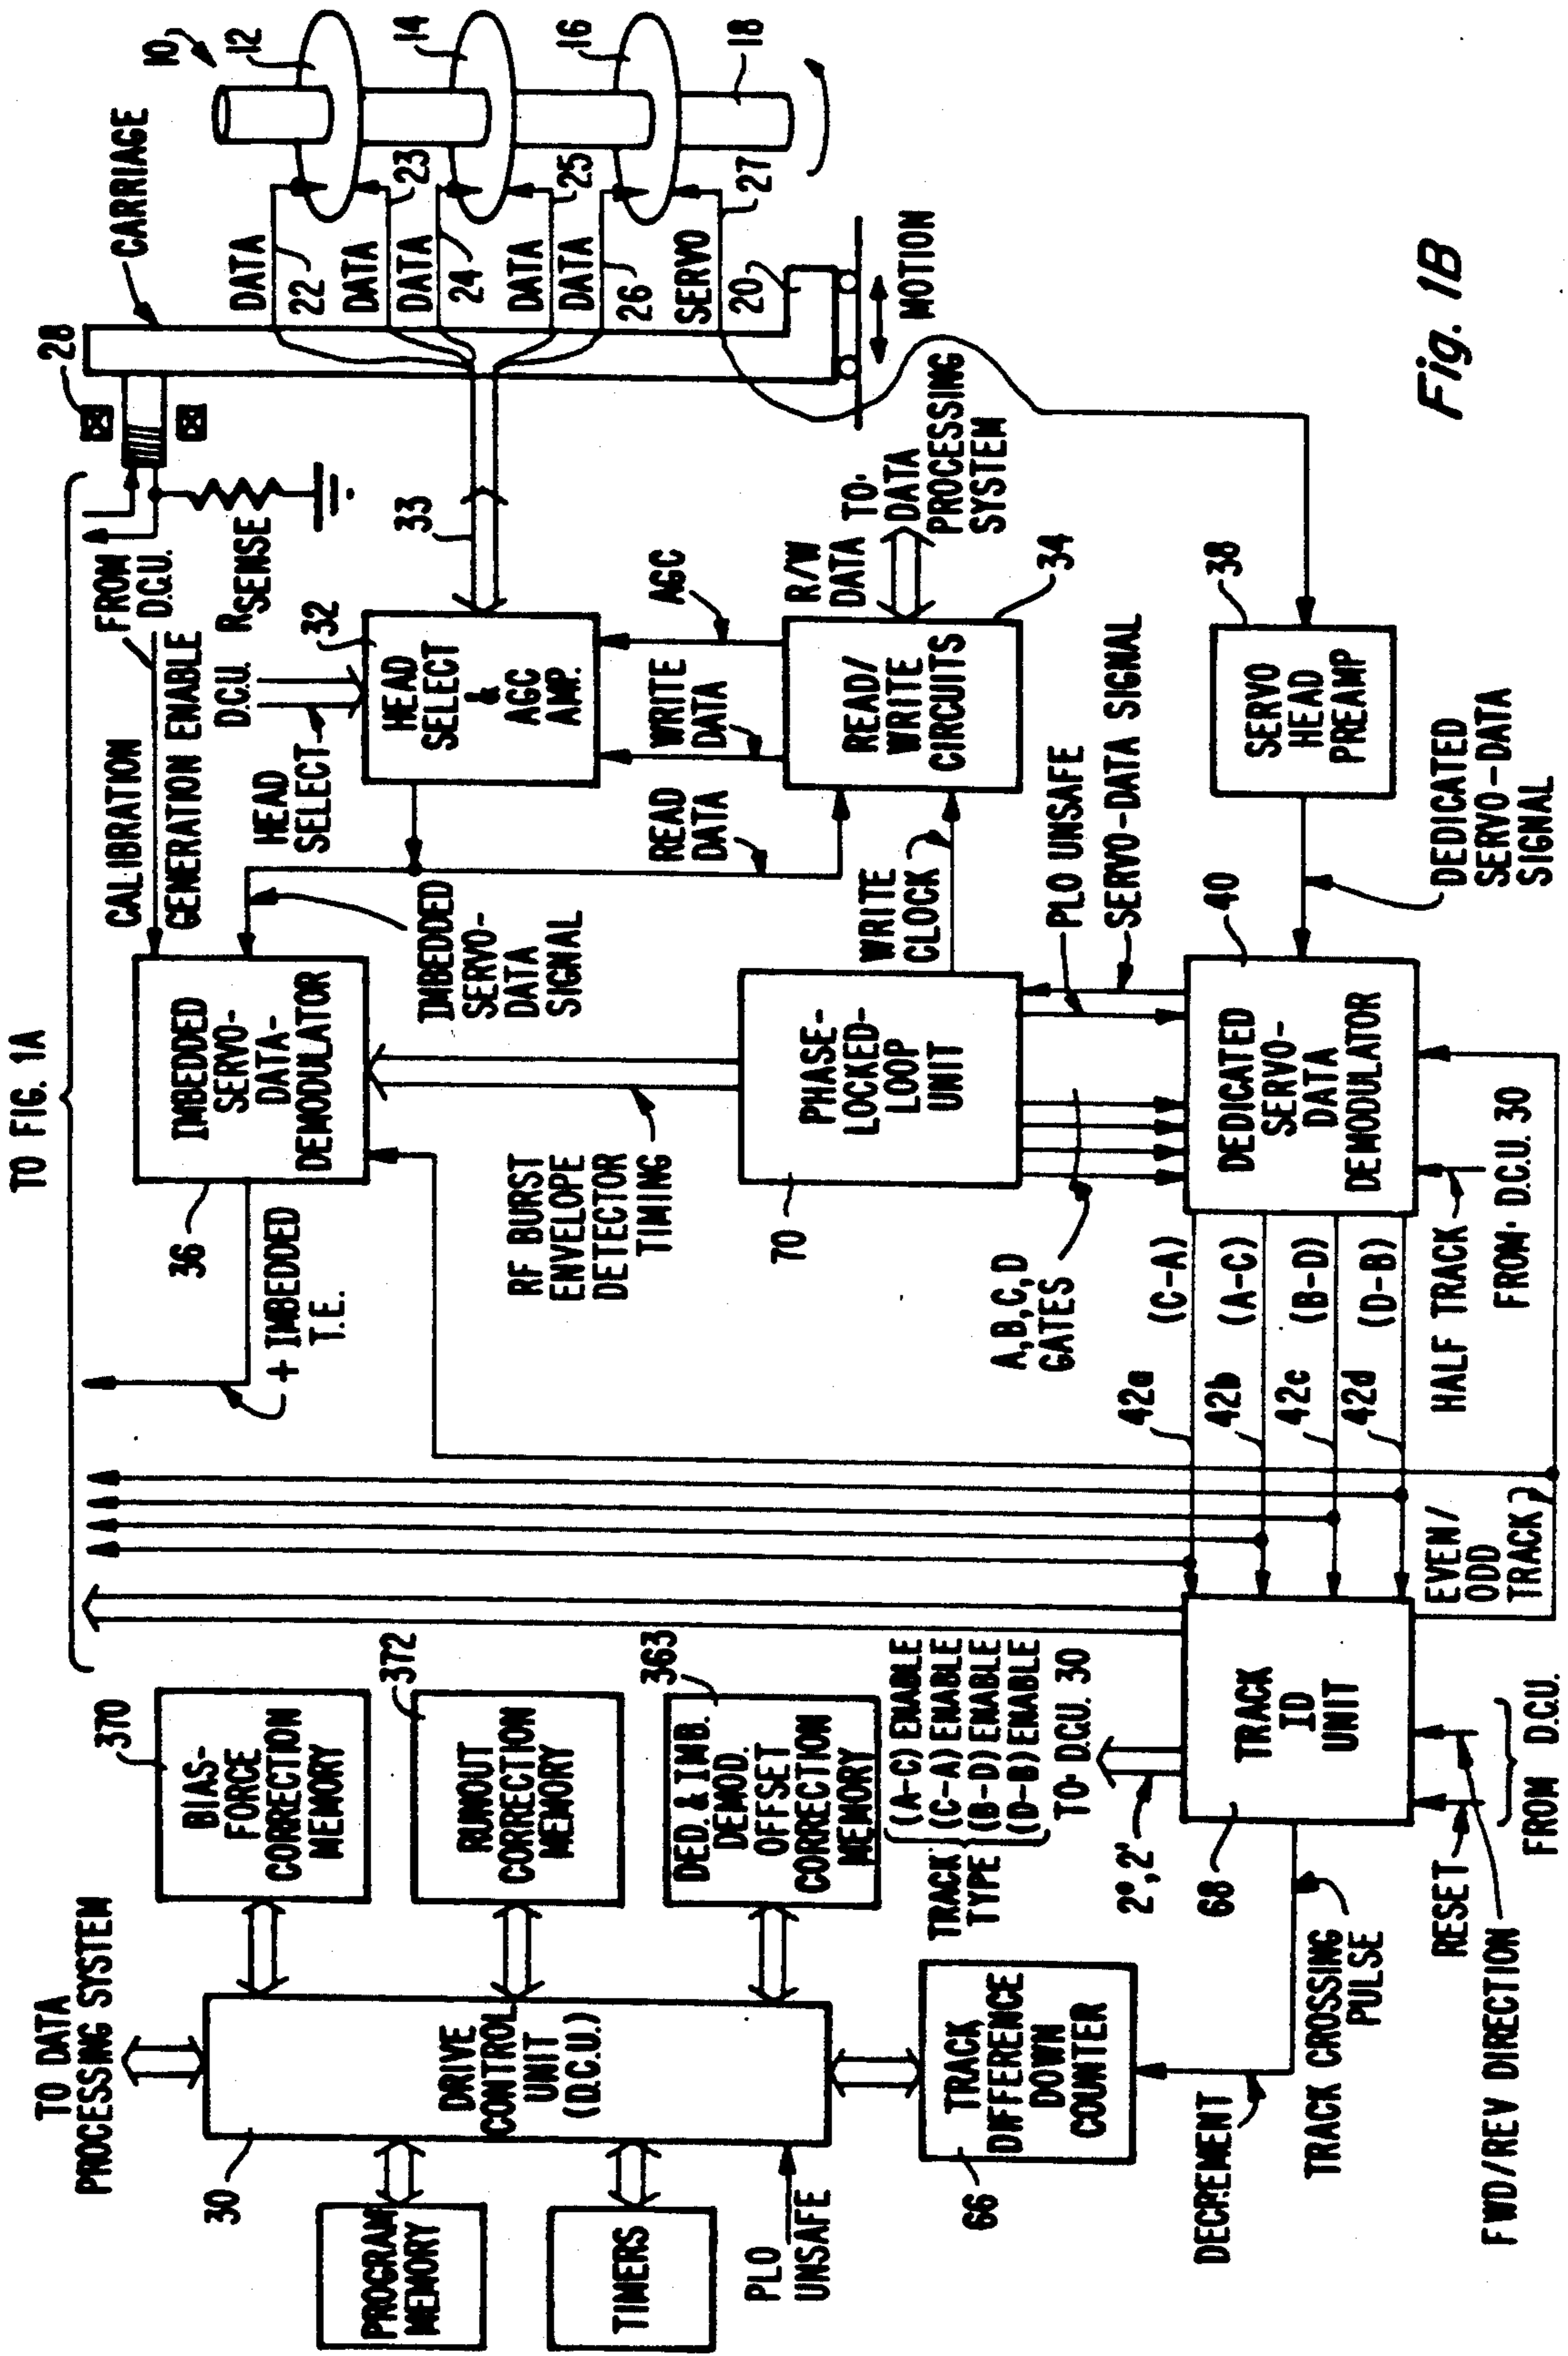 TO FIG. 1A
TO DATA
PROCESSING SYSTEM
30
DRIVE
CONTROL
UNIT
(D.C.U.)
PROGRAM
MEMORY
TIMERS
PLO
UNSAFE
370
BIAS-
FORCE
CORRECTION
MEMORY
372
RUNOUT
CORRECTION
MEMORY
363
DED. & IMB.
DEMOD.
OFFSET
CORRECTION
MEMORY
66
TRACK
DIFFERENCE
DOWN
COUNTER
DECREMENT
TRACK CROSSING
PULSE
TRACK
TYPE
(A-C) ENABLE
(C-A) ENABLE
(B-D) ENABLE
(D-B) ENABLE
TO D.C.U. 30
68
TRACK
ID
UNIT
RESET
FWD/REV DIRECTION
FROM D.C.U.
EVEN/
ODD
TRACK
+ IMBEDDED
T.E.
36
IMBEDDED
SERVO-
DATA-
DEMODULATOR
CALIBRATION
GENERATION ENABLE
FROM
D.C.U.
IMBEDDED
SERVO-
DATA
SIGNAL
RF BURST
ENVELOPE
DETECTOR
TIMING
70
PHASE-
LOCKED-
LOOP
UNIT
A,B,C,D
GATES
WRITE
CLOCK
PLO UNSAFE
SERVO-DATA SIGNAL
42a
(C-A)
42b
(A-C)
42c
(B-D)
42d
(D-B)
40
DEDICATED
SERVO-
DATA
DEMODULATOR
HALF TRACK
FROM D.C.U. 30
DEDICATED
SERVO-DATA
SIGNAL
38
SERVO
HEAD
PREAMP
HEAD
SELECT
D.C.U.
32
HEAD
SELECT
&
AGC
AMP.
READ
DATA
WRITE
DATA
AGC
34
READ/
WRITE
CIRCUITS
R/W
DATA
TO
DATA
PROCESSING
SYSTEM
RSENSE
33
28
CARRIAGE
DATA
22
DATA
23
DATA
24
DATA
25
DATA
26
SERVO
27
20
MOTION
10
12
14
16
18
Fig. 1B